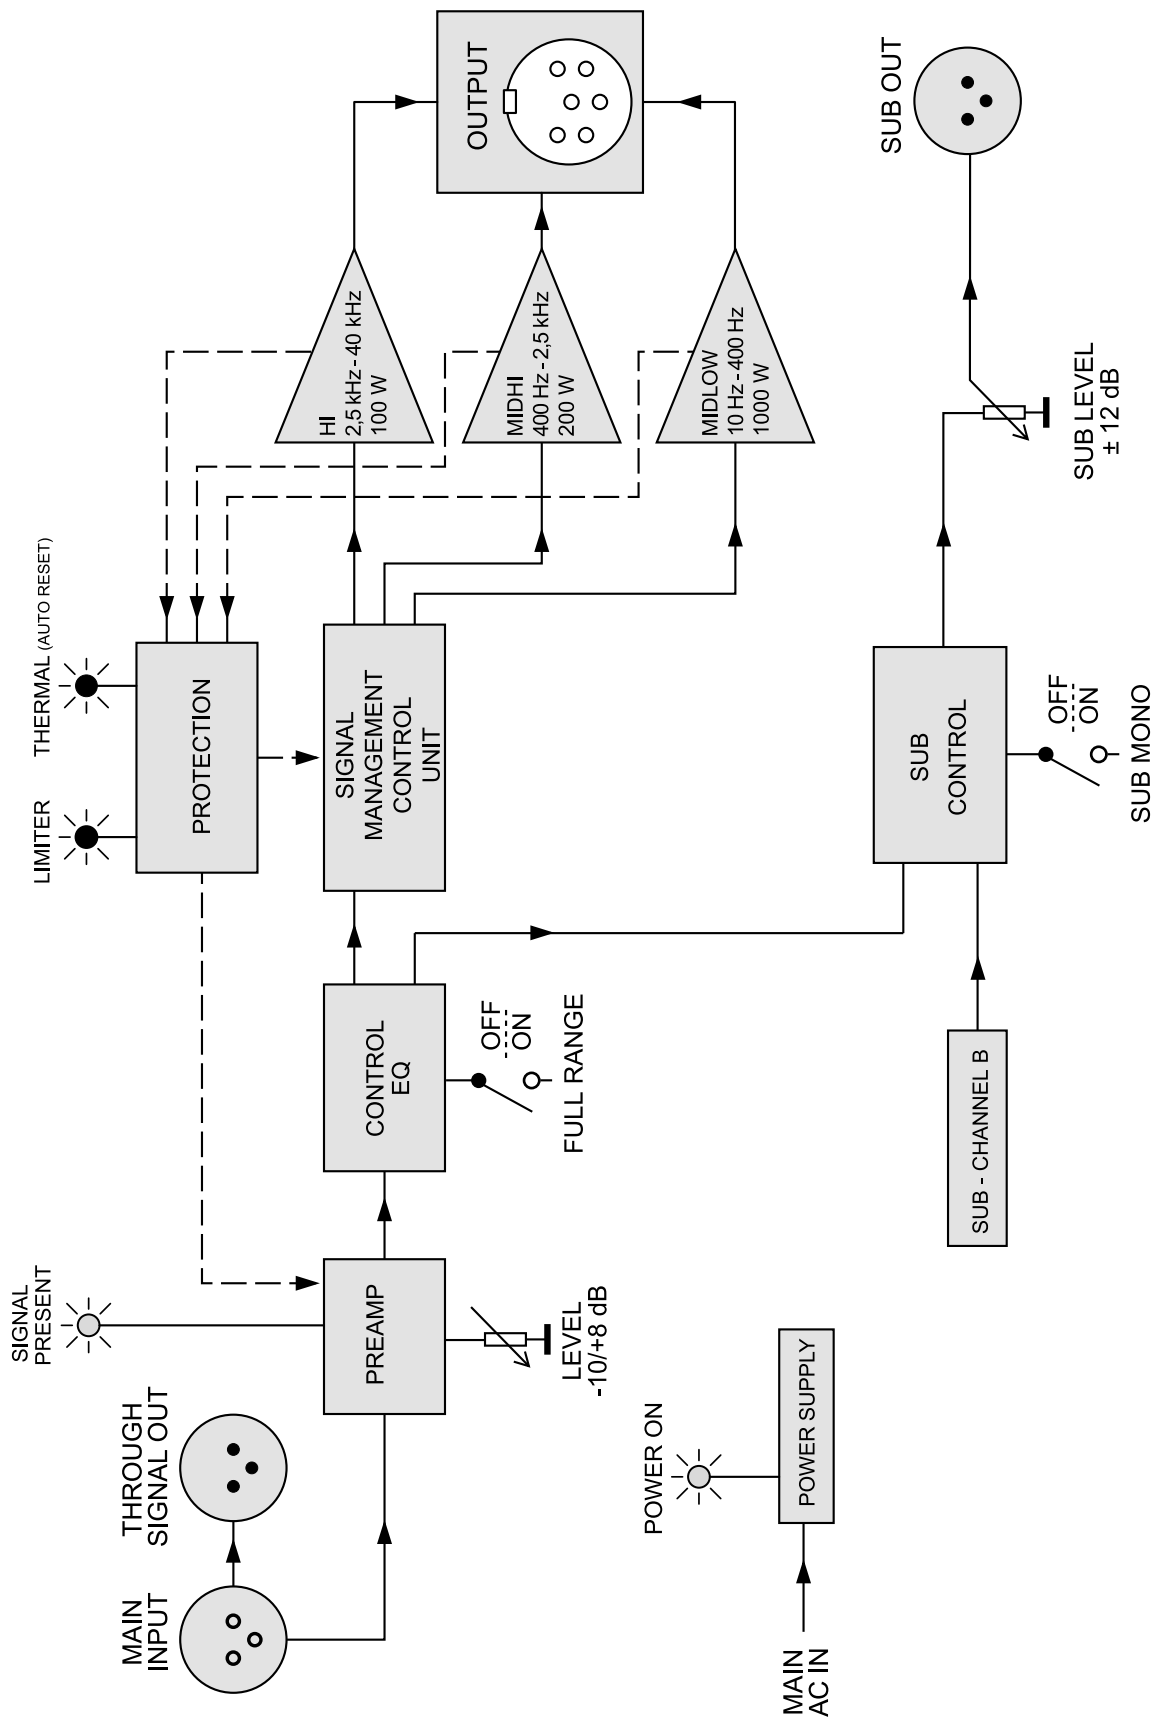 MAIN
INPUT
THROUGH
SIGNAL OUT
SIGNAL
PRESENT
LIMITER
THERMAL (AUTO RESET)
PROTECTION
PREAMP
LEVEL
-10/+8 dB
CONTROL
EQ
OFF
ON
FULL RANGE
SIGNAL
MANAGEMENT
CONTROL
UNIT
HI
2,5 kHz - 40 kHz
100 W
MIDHI
400 Hz - 2,5 kHz
200 W
MIDLOW
10 Hz - 400 Hz
1000 W
OUTPUT
MAIN
AC IN
POWER ON
POWER SUPPLY
SUB - CHANNEL B
SUB
CONTROL
OFF
ON
SUB MONO
SUB LEVEL
± 12 dB
SUB OUT